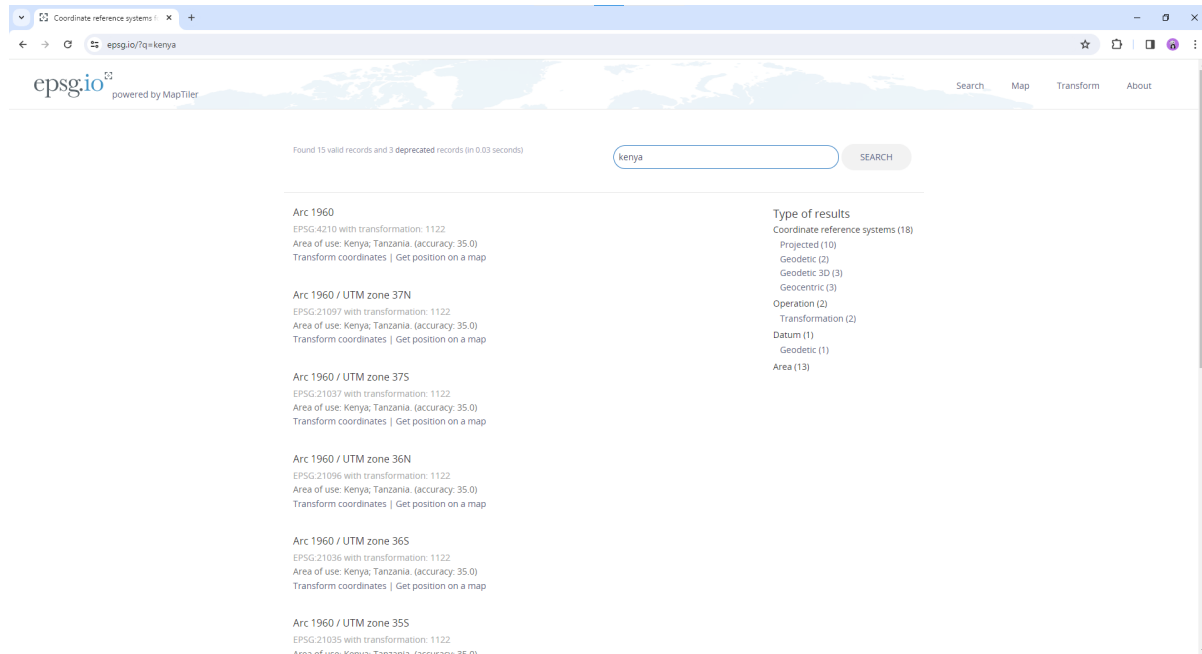 Coordinate reference systems f
epsg.io/?q=kenya
epsg.io
powered by MapTiler
Search
Map
Transform
About
Found 15 valid records and 3 deprecated records (in 0.03 seconds)
kenya
SEARCH
Arc 1960
EPSG:4210 with transformation: 1122
Area of use: Kenya; Tanzania. (accuracy: 35.0)
Transform coordinates | Get position on a map
Arc 1960 / UTM zone 37N
EPSG:21097 with transformation: 1122
Area of use: Kenya; Tanzania. (accuracy: 35.0)
Transform coordinates | Get position on a map
Arc 1960 / UTM zone 37S
EPSG:21037 with transformation: 1122
Area of use: Kenya; Tanzania. (accuracy: 35.0)
Transform coordinates | Get position on a map
Arc 1960 / UTM zone 36N
EPSG:21096 with transformation: 1122
Area of use: Kenya; Tanzania. (accuracy: 35.0)
Transform coordinates | Get position on a map
Arc 1960 / UTM zone 36S
EPSG:21036 with transformation: 1122
Area of use: Kenya; Tanzania. (accuracy: 35.0)
Transform coordinates | Get position on a map
Arc 1960 / UTM zone 35S
EPSG:21035 with transformation: 1122
Area of use: Kenya; Tanzania. (accuracy: 35.0)
Type of results
Coordinate reference systems (18)
Projected (10)
Geodetic (2)
Geodetic 3D (3)
Geocentric (3)
Operation (2)
Transformation (2)
Datum (1)
Geodetic (1)
Area (13)